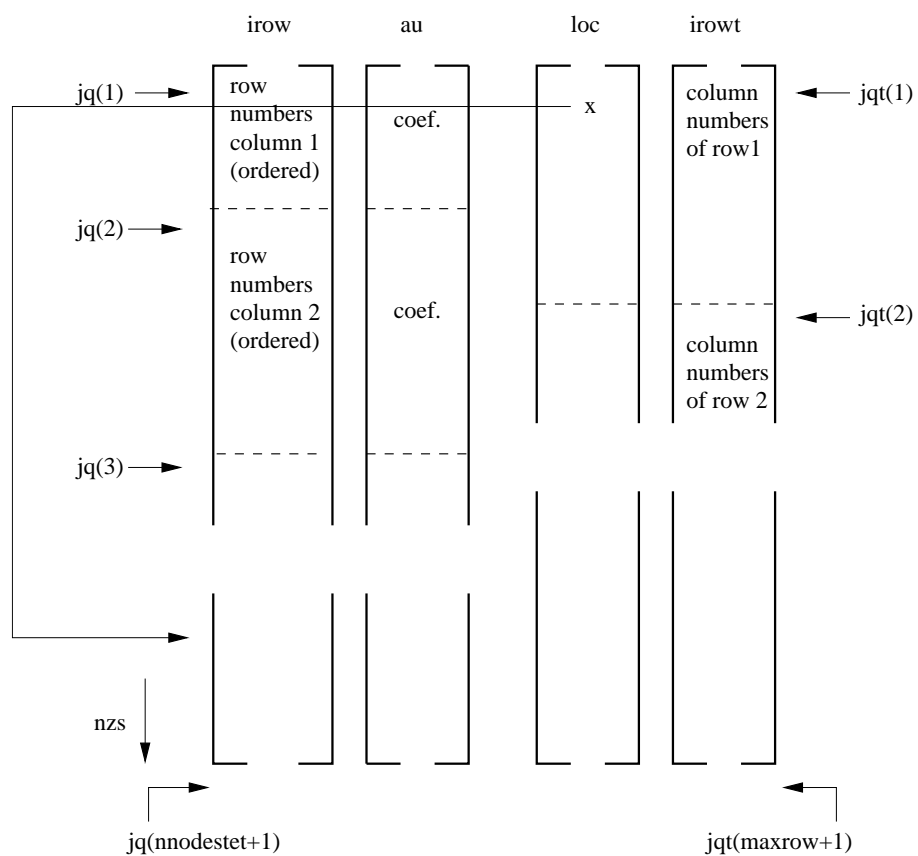 irow
au
loc
irowt
jq(1)
row
numbers
column 1
(ordered)
coef.
x
column
numbers
of row1
jqt(1)
jq(2)
row
numbers
column 2
(ordered)
coef.
column
numbers
of row 2
jqt(2)
jq(3)
nzs
jq(nnodestet+1)
jqt(maxrow+1)